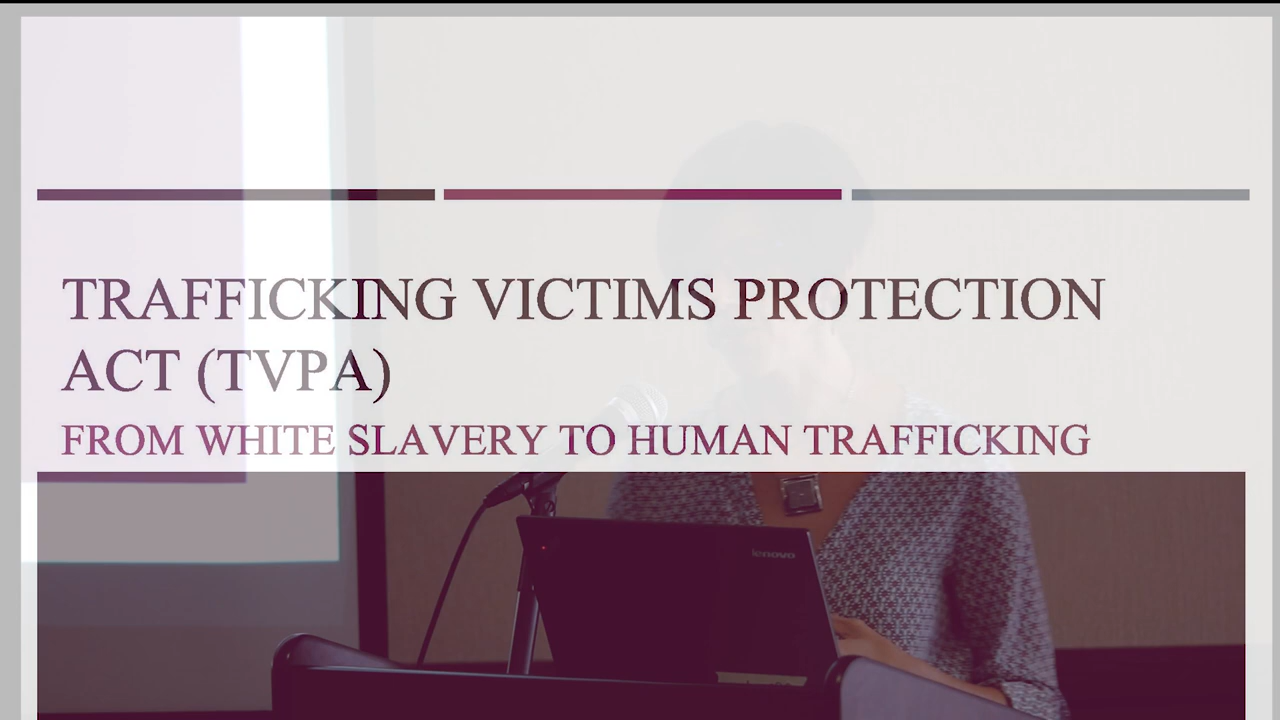 TRAFFICKING VICTIMS PROTECTION
ACT (TVPA)
FROM WHITE SLAVERY TO HUMAN TRAFFICKING
lenovo